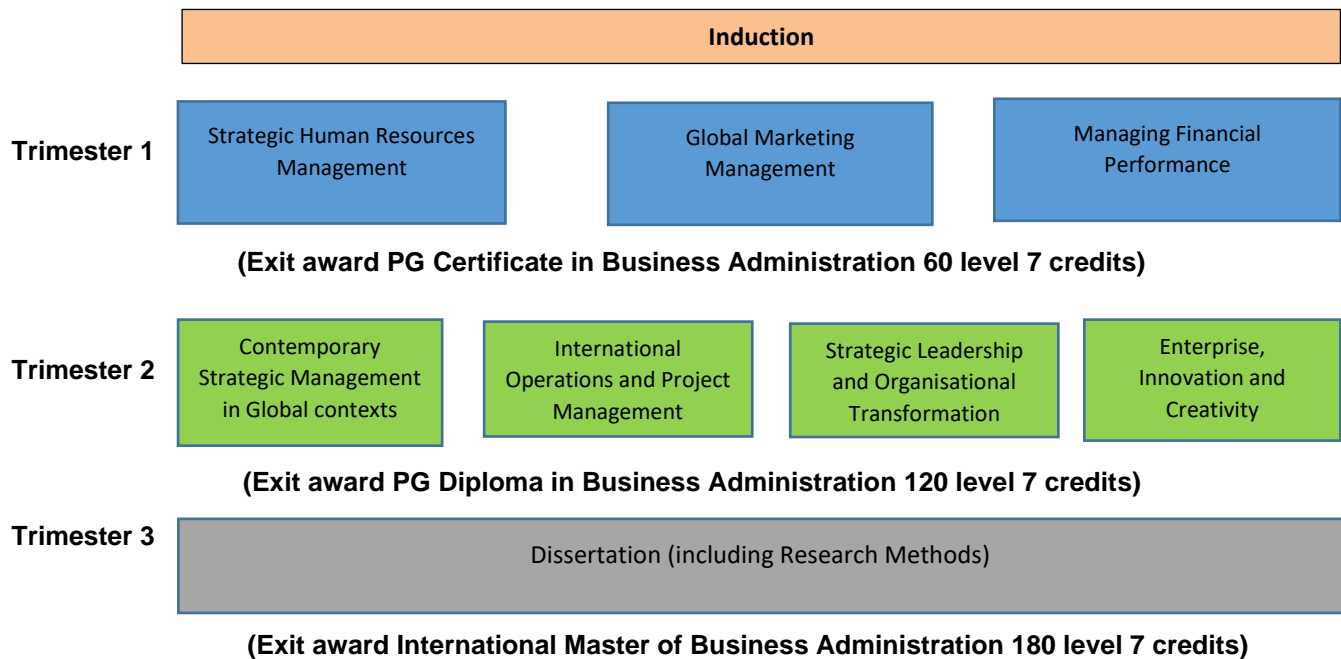 Induction
Trimester 1
Strategic Human Resources
Management
Global Marketing
Management
Managing Financial
Performance
(Exit award PG Certificate in Business Administration 60 level 7 credits)
Trimester 2
Contemporary
Strategic Management
in Global contexts
International
Operations and Project
Management
Strategic Leadership
and Organisational
Transformation
Enterprise,
Innovation and
Creativity
(Exit award PG Diploma in Business Administration 120 level 7 credits)
Trimester 3
Dissertation (including Research Methods)
(Exit award International Master of Business Administration 180 level 7 credits)